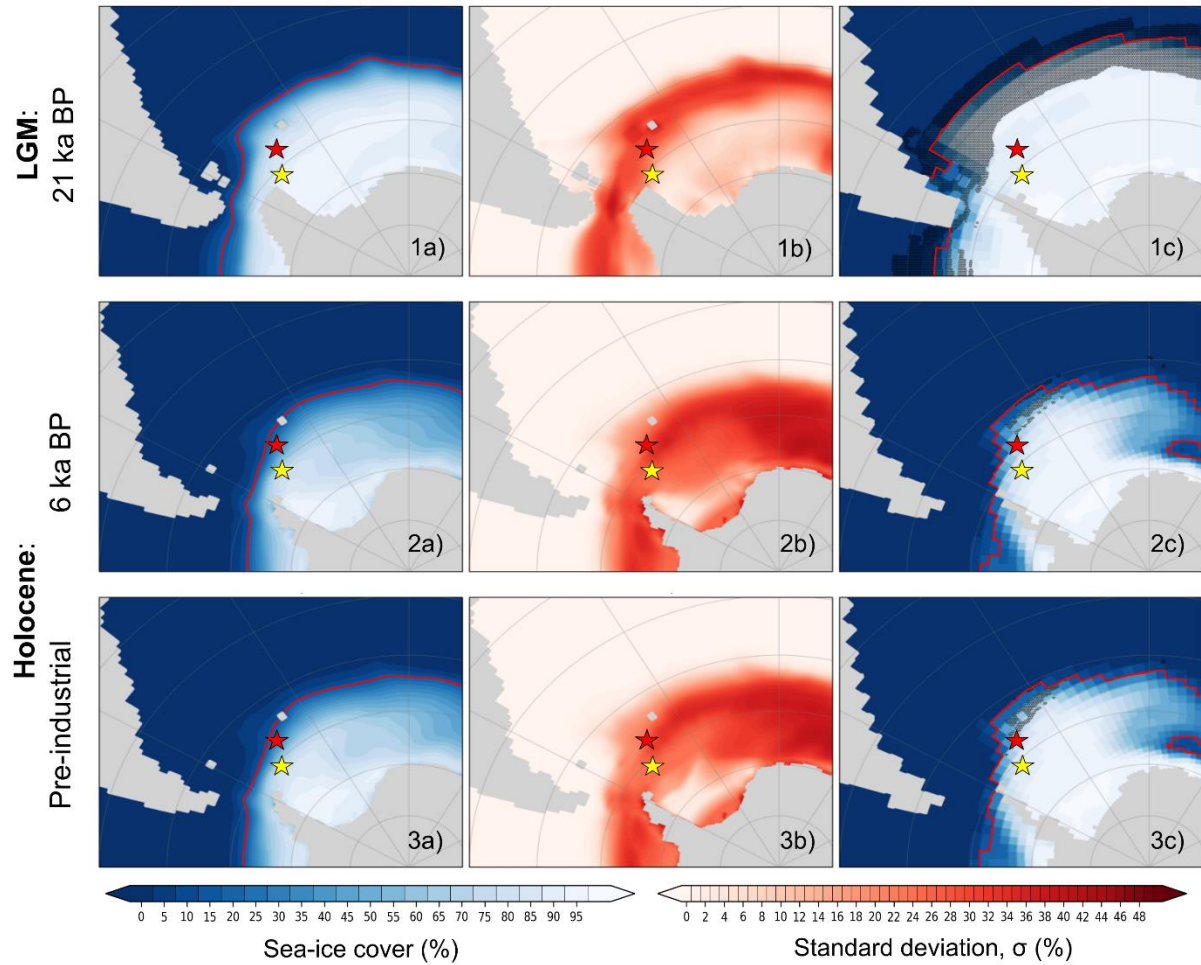 LGM:
21 ka BP
1a)
1b)
1c)
6 ka BP
2a)
2b)
2c)
Holocene:
Pre-industrial
3a)
3b)
3c)
0 5 10 15 20 25 30 35 40 45 50 55 60 65 70 75 80 85 90 95
0 2 4 6 8 10 12 14 16 18 20 22 24 26 28 30 32 34 36 38 40 42 44 46 48
Sea-ice cover (%)
Standard deviation, σ (%)